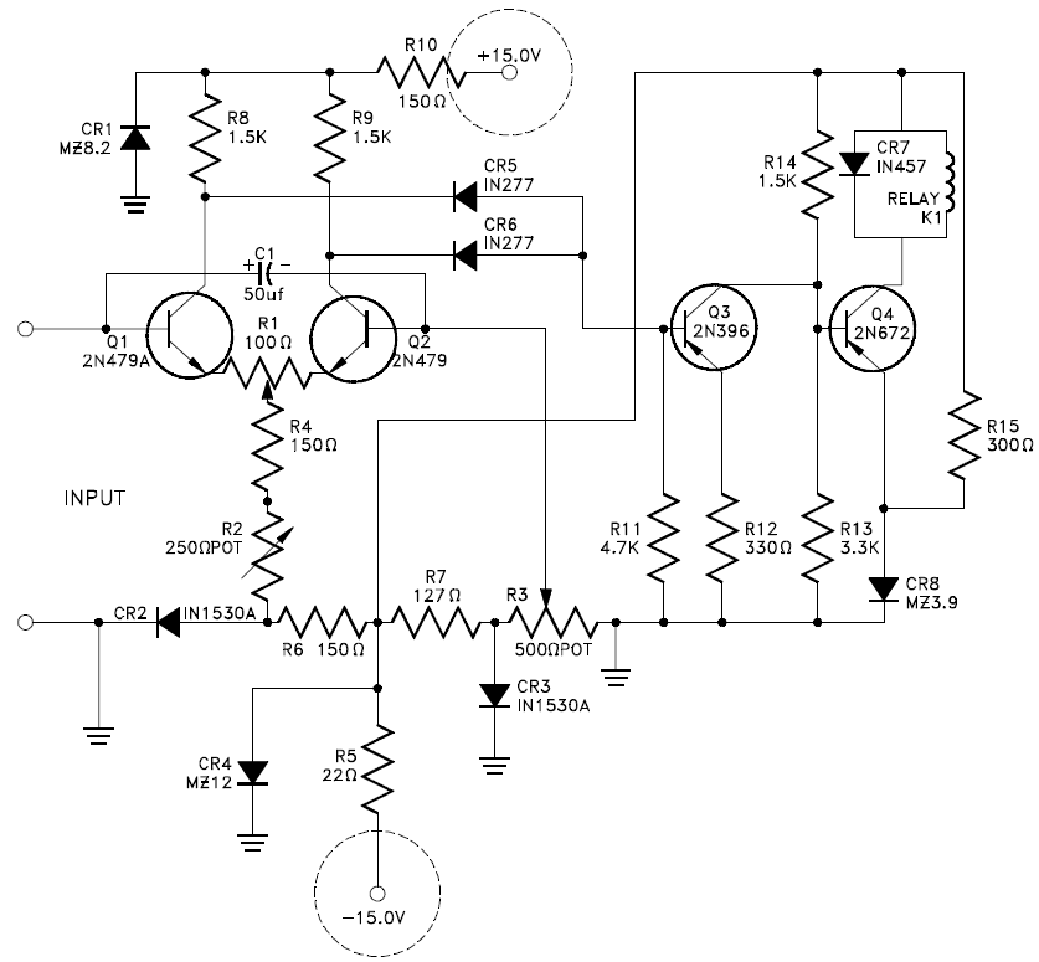 R10
+15.0V
150Ω
CR1
MZ8.2
R8
1.5K
R9
1.5K
CR5
IN277
CR6
IN277
R14
1.5K
CR7
IN457
RELAY
K1
C1
+ -
50uf
Q1
2N479A
R1
100Ω
Q2
2N479
Q3
2N396
Q4
2N672
R4
150Ω
R15
300Ω
INPUT
R2
250ΩPOT
R11
4.7K
R12
330Ω
R13
3.3K
CR2
IN1530A
R6 150Ω
R7
127Ω
R3
500ΩPOT
CR8
MZ3.9
CR3
IN1530A
CR4
MZ12
R5
22Ω
-15.0V